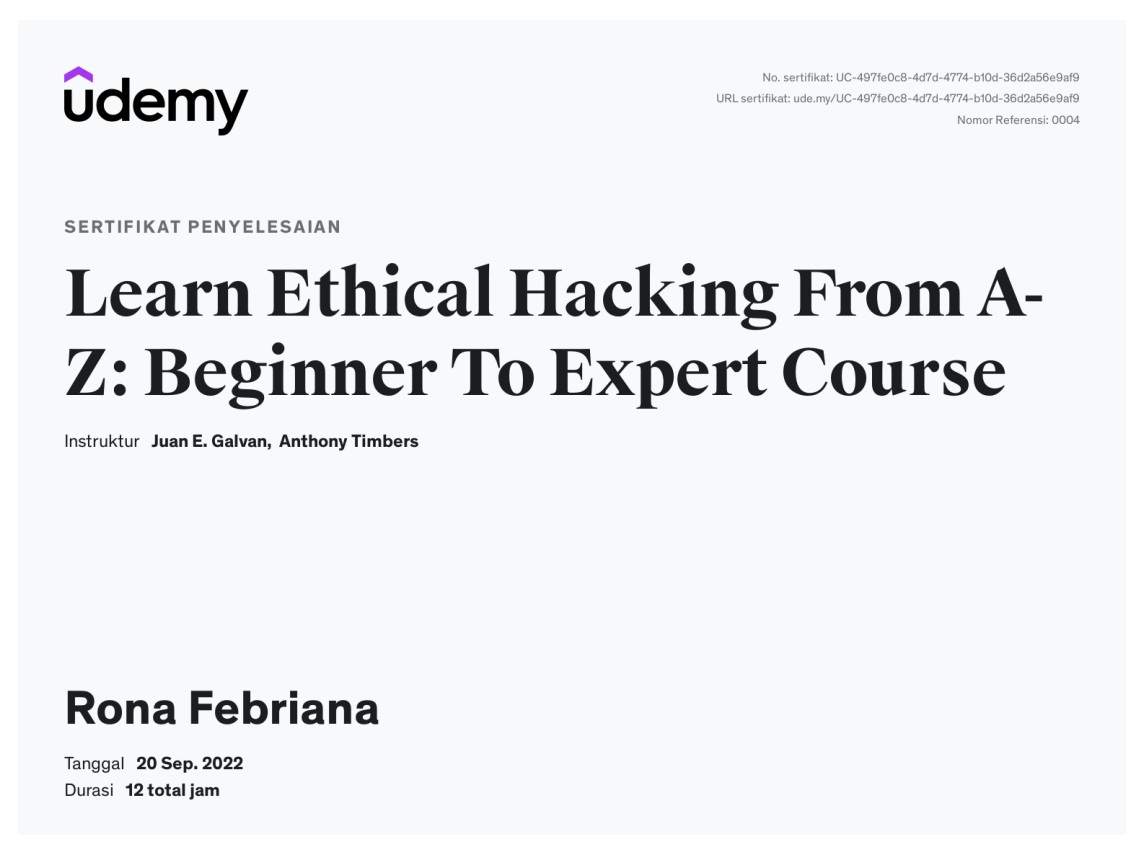 udemy
No. sertifikat: UC-497fe0c8-4d7d-4774-b10d-36d2a56e9af9
URL sertifikat: ude.my/UC-497fe0c8-4d7d-4774-b10d-36d2a56e9af9
Nomor Referensi: 0004
SERTIFIKAT PENYELESAIAN
Learn Ethical Hacking From A-
Z: Beginner To Expert Course
Instruktur Juan E. Galvan, Anthony Timbers
Rona Febriana
Tanggal 20 Sep. 2022
Durasi 12 total jam